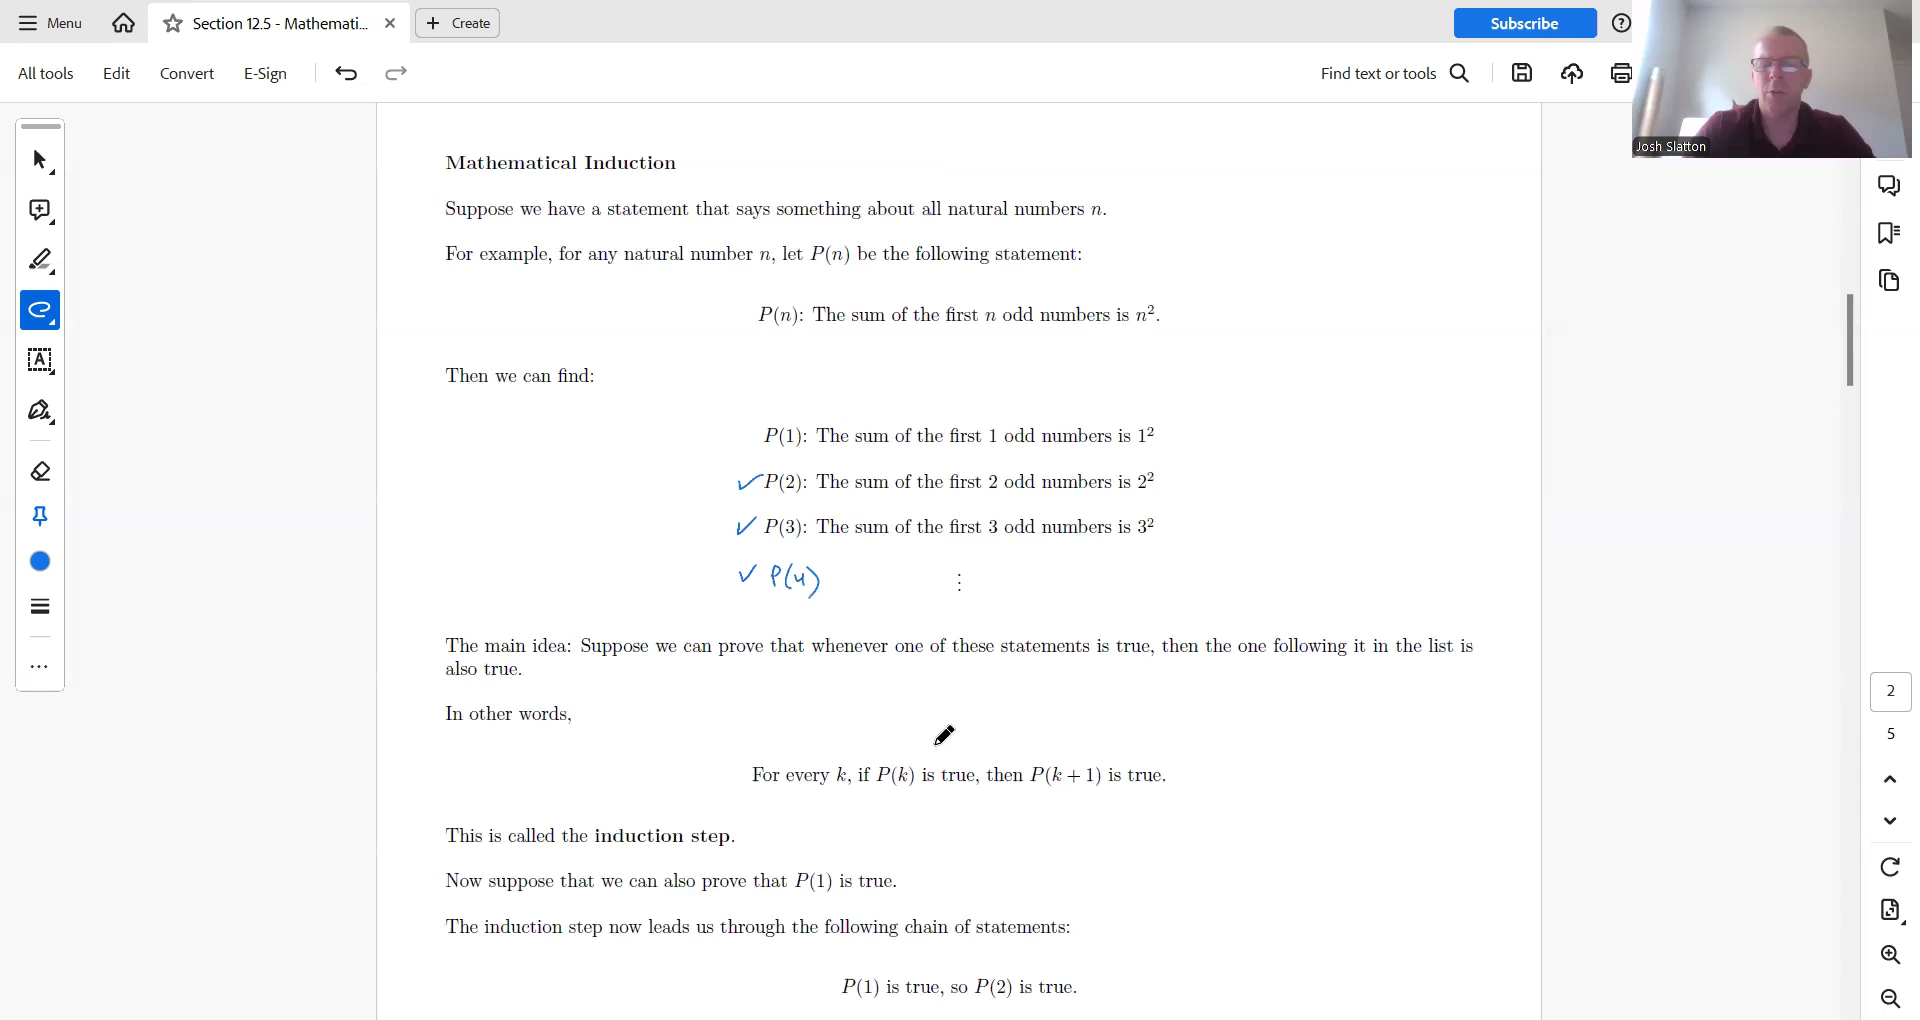 Menu
Section 12.5 - Mathemati...
Create
Subscribe
All tools
Edit
Convert
E-Sign
Find text or tools
Josh Slatton
Mathematical Induction
Suppose we have a statement that says something about all natural numbers n.
For example, for any natural number n, let P(n) be the following statement:
P(n): The sum of the first n odd numbers is n².
Then we can find:
P(1): The sum of the first 1 odd numbers is 1²
✓ P(2): The sum of the first 2 odd numbers is 2²
✓ P(3): The sum of the first 3 odd numbers is 3²
✓ P(4) ⋮
The main idea: Suppose we can prove that whenever one of these statements is true, then the one following it in the list is
also true.
In other words,
For every k, if P(k) is true, then P(k + 1) is true.
This is called the induction step.
Now suppose that we can also prove that P(1) is true.
The induction step now leads us through the following chain of statements:
P(1) is true, so P(2) is true.
2
5